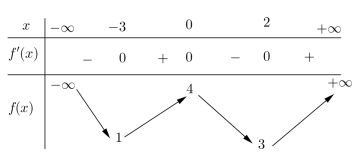 x −∞ −3 0 2 +∞
f′(x) − 0 + 0 − 0 +
f(x) −∞ 1 4 3 +∞